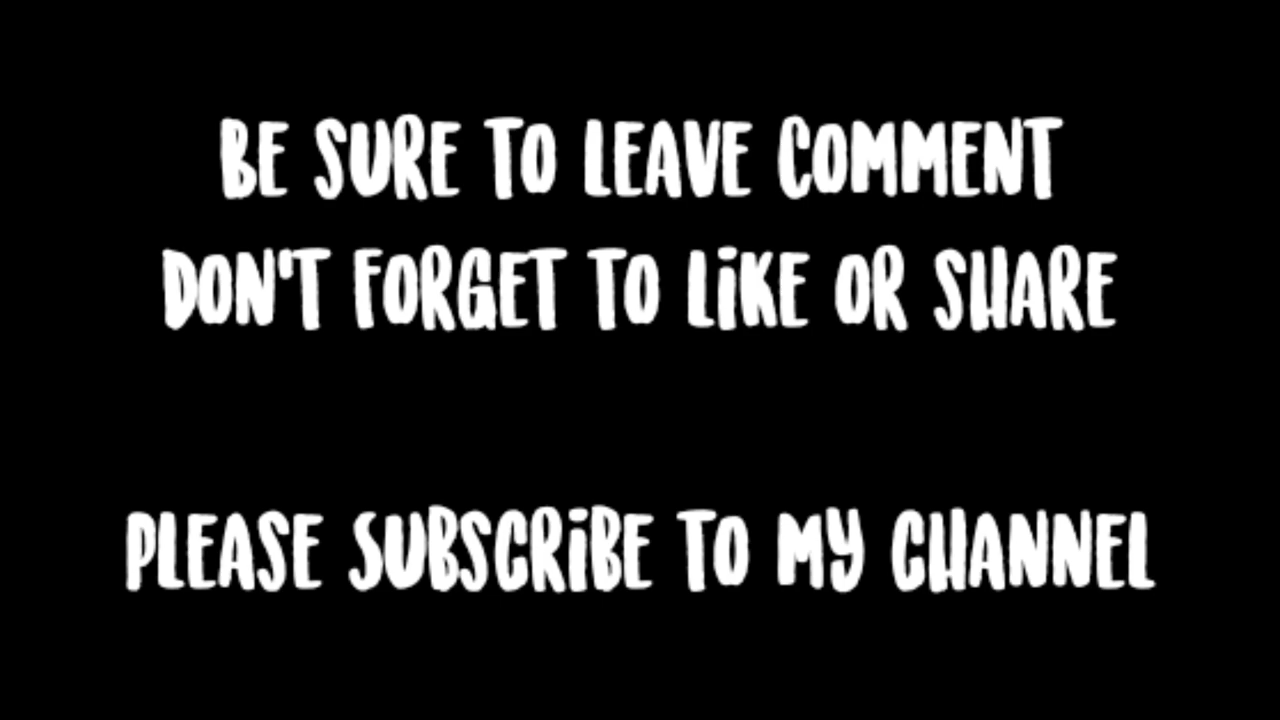 BE SURE TO LEAVE COMMENT
DON'T FORGET TO LiKE OR SHARE
PLEASE SUBSCRiBE TO MY CHANNEL